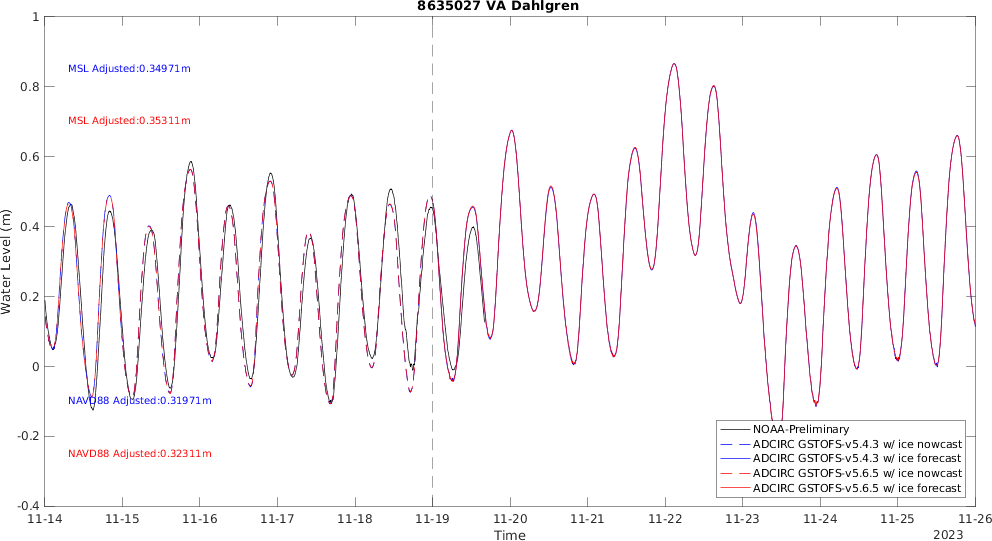 8635027 VA Dahlgren
1
0.8
0.6
0.4
0.2
0
-0.2
-0.4
Water Level (m)
MSL Adjusted:0.34971m
MSL Adjusted:0.35311m
NAVD88 Adjusted:0.31971m
NAVD88 Adjusted:0.32311m
NOAA-Preliminary
ADCIRC GSTOFS-v5.4.3 w/ ice nowcast
ADCIRC GSTOFS-v5.4.3 w/ ice forecast
ADCIRC GSTOFS-v5.6.5 w/ ice nowcast
ADCIRC GSTOFS-v5.6.5 w/ ice forecast
11-14 11-15 11-16 11-17 11-18 11-19 11-20 11-21 11-22 11-23 11-24 11-25 11-26
Time
2023